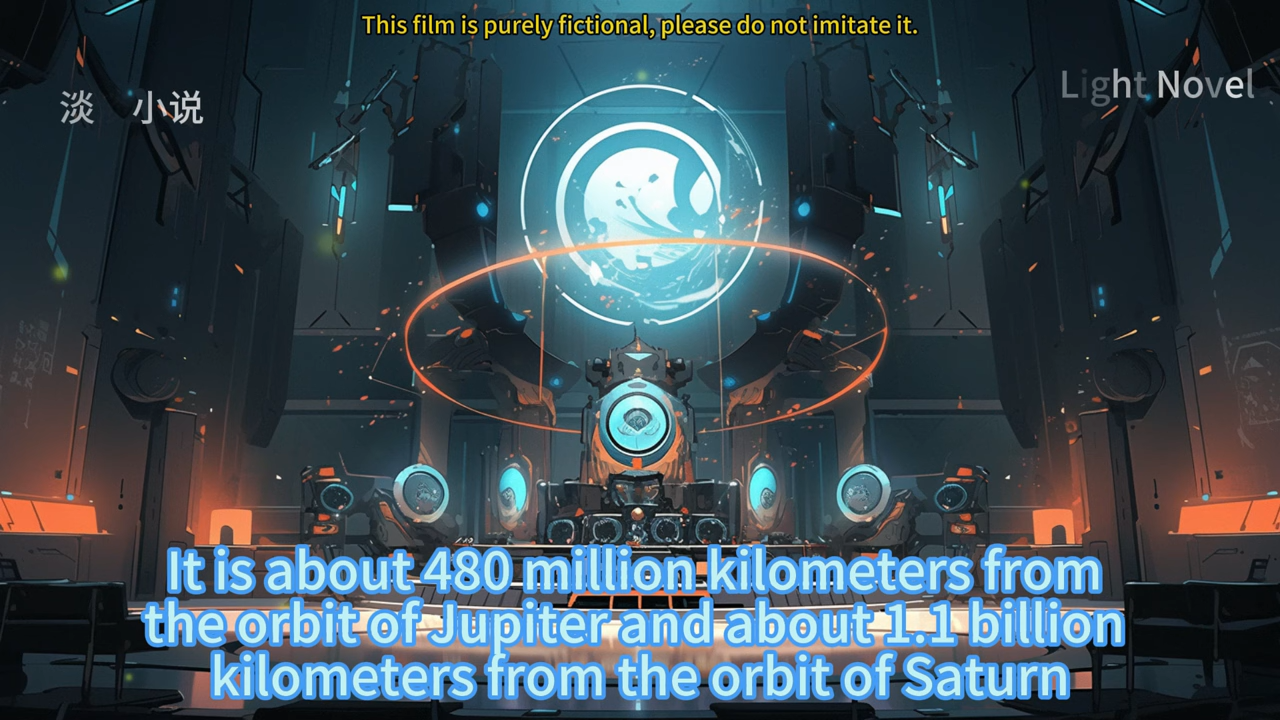 This film is purely fictional, please do not imitate it.
Light Novel
淡 小说
It is about 480 million kilometers from
the orbit of Jupiter and about 1.1 billion
kilometers from the orbit of Saturn